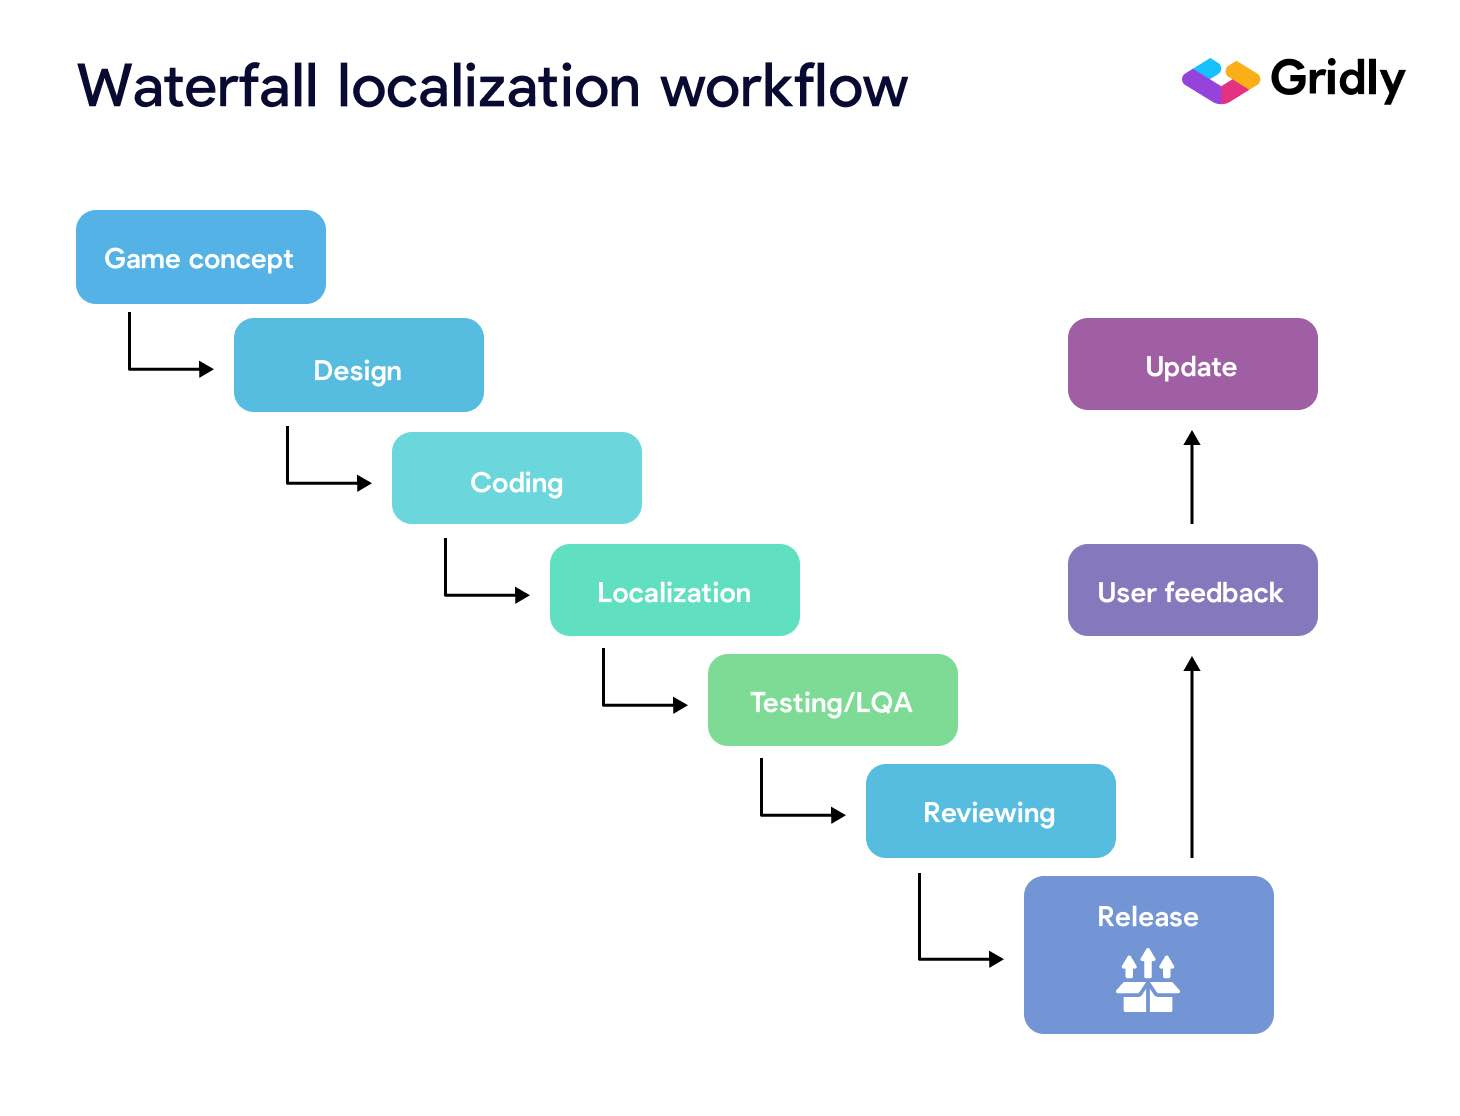 Waterfall localization workflow
Gridly
Game concept
Design
Update
Coding
Localization
User feedback
Testing/LQA
Reviewing
Release